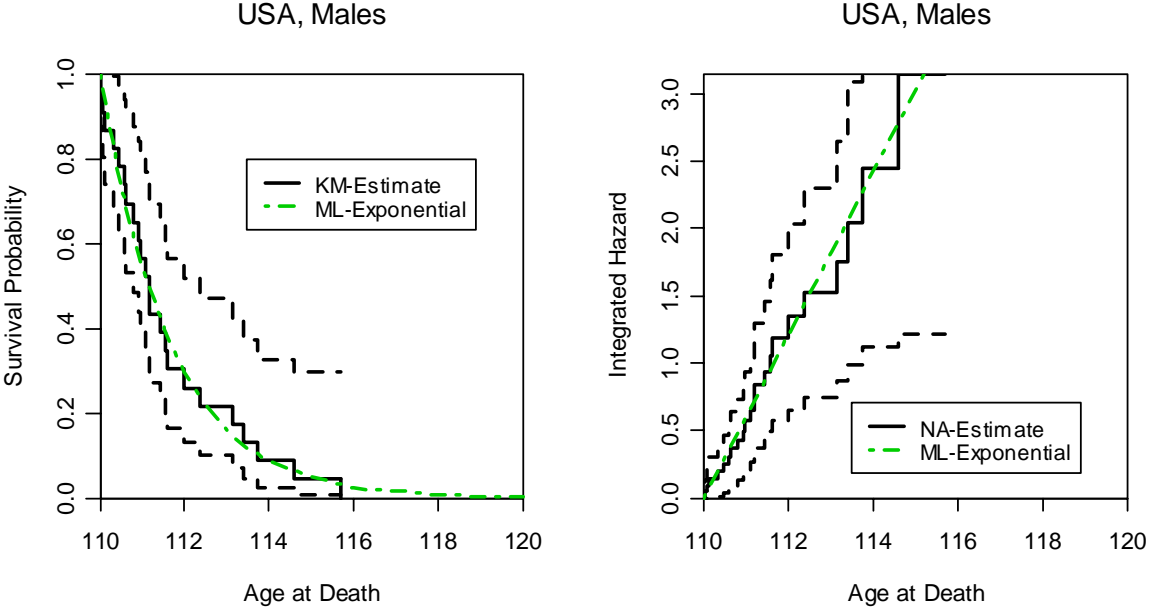 USA, Males
Survival Probability
1.0
0.8
0.6
0.4
0.2
0.0
KM-Estimate
ML-Exponential
110 112 114 116 118 120
Age at Death
USA, Males
Integrated Hazard
3.0
2.5
2.0
1.5
1.0
0.5
0.0
NA-Estimate
ML-Exponential
110 112 114 116 118 120
Age at Death